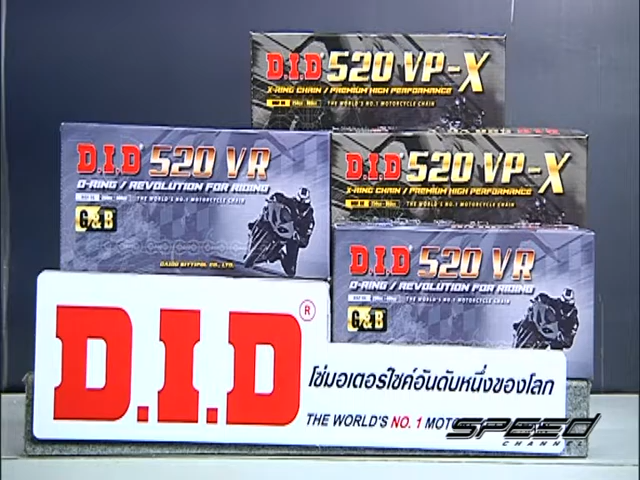 D.I.D 520 VP-X
X-RING CHAIN / PREMIUM HIGH PERFORMANCE
THE WORLD'S NO.1 MOTORCYCLE CHAIN
D.I.D 520 VR
O-RING / REVOLUTION FOR RIDING
THE WORLD'S NO.1 MOTORCYCLE CHAIN
G&B
D.I.D 520 VP-X
X-RING CHAIN / PREMIUM HIGH PERFORMANCE
THE WORLD'S NO.1 MOTORCYCLE CHAIN
D.I.D 520 VR
O-RING / REVOLUTION FOR RIDING
THE WORLD'S NO.1 MOTORCYCLE CHAIN
G&B
D.I.D ®
โซ่มอเตอร์ไซค์อันดับหนึ่งของโลก
THE WORLD'S NO. 1
SPEED
CHANNEL